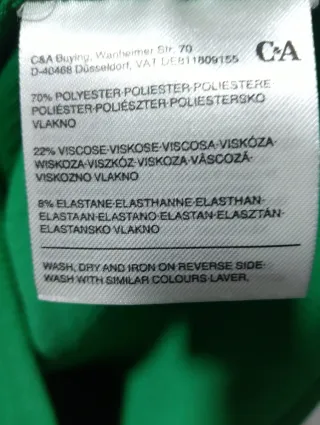 C&A Buying, Wanheimer Str. 70
D-40468 Düsseldorf, VAT DE811809155
C&A
70% POLYESTER·POLIESTER·POLIESTERE
POLIÉSTER·POLIÉSZTER·POLIESTERSKO
VLAKNO
22% VISCOSE·VISKOSE·VISCOSA·VISKÓZA
WISKOZA·VISZKÓZ·VISKOZA·VÂSCOZÂ·
VISKOZNO VLAKNO
8% ELASTANE·ELASTHANNE·ELASTHAN·
ELASTAAN·ELASTANO·ELASTAN·ELASZTÁN·
ELASTANSKO VLAKNO
WASH, DRY AND IRON ON REVERSE SIDE·
WASH WITH SIMILAR COLOURS·LAVER,